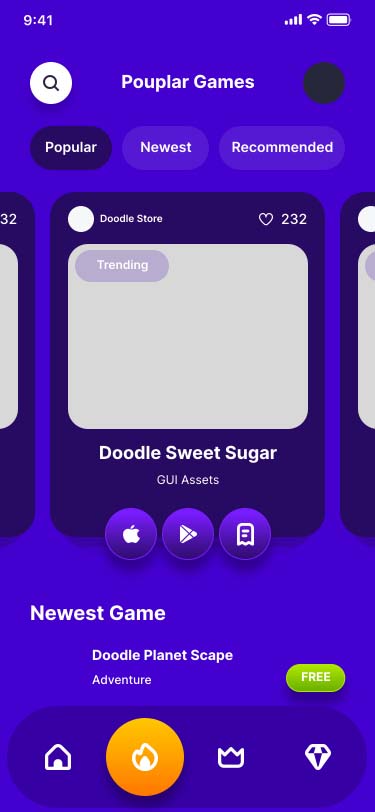 9:41
Pouplar Games
Popular
Newest
Recommended
32
Doodle Store
232
Trending
Doodle Sweet Sugar
GUI Assets
Newest Game
Doodle Planet Scape
Adventure
FREE